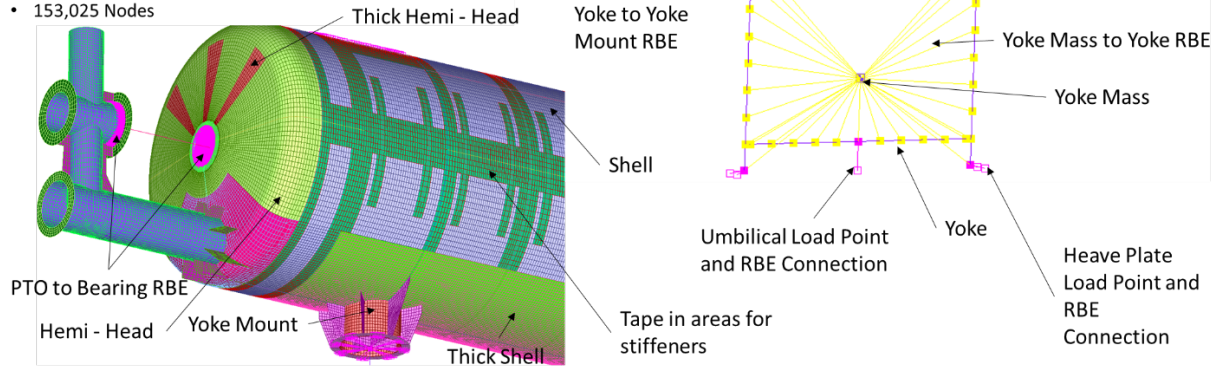 • 153,025 Nodes
Thick Hemi - Head
Shell
PTO to Bearing RBE
Hemi - Head
Yoke Mount
Thick Shell
Tape in areas for
stiffeners
Yoke to Yoke
Mount RBE
Yoke Mass to Yoke RBE
Yoke Mass
Umbilical Load Point
and RBE Connection
Yoke
Heave Plate
Load Point and
RBE
Connection